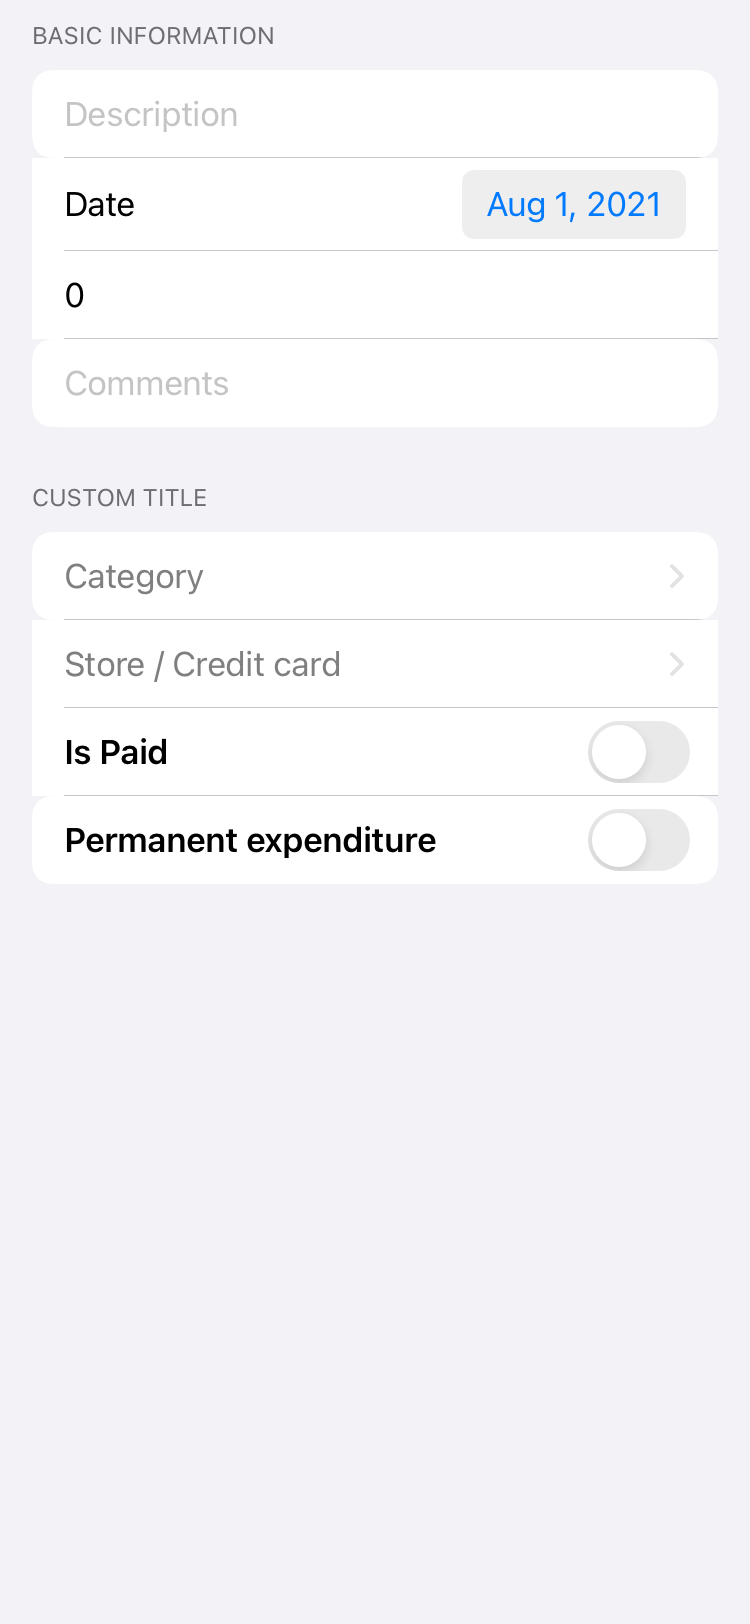 BASIC INFORMATION
Description
Date Aug 1, 2021
0
Comments
CUSTOM TITLE
Category
Store / Credit card
Is Paid
Permanent expenditure